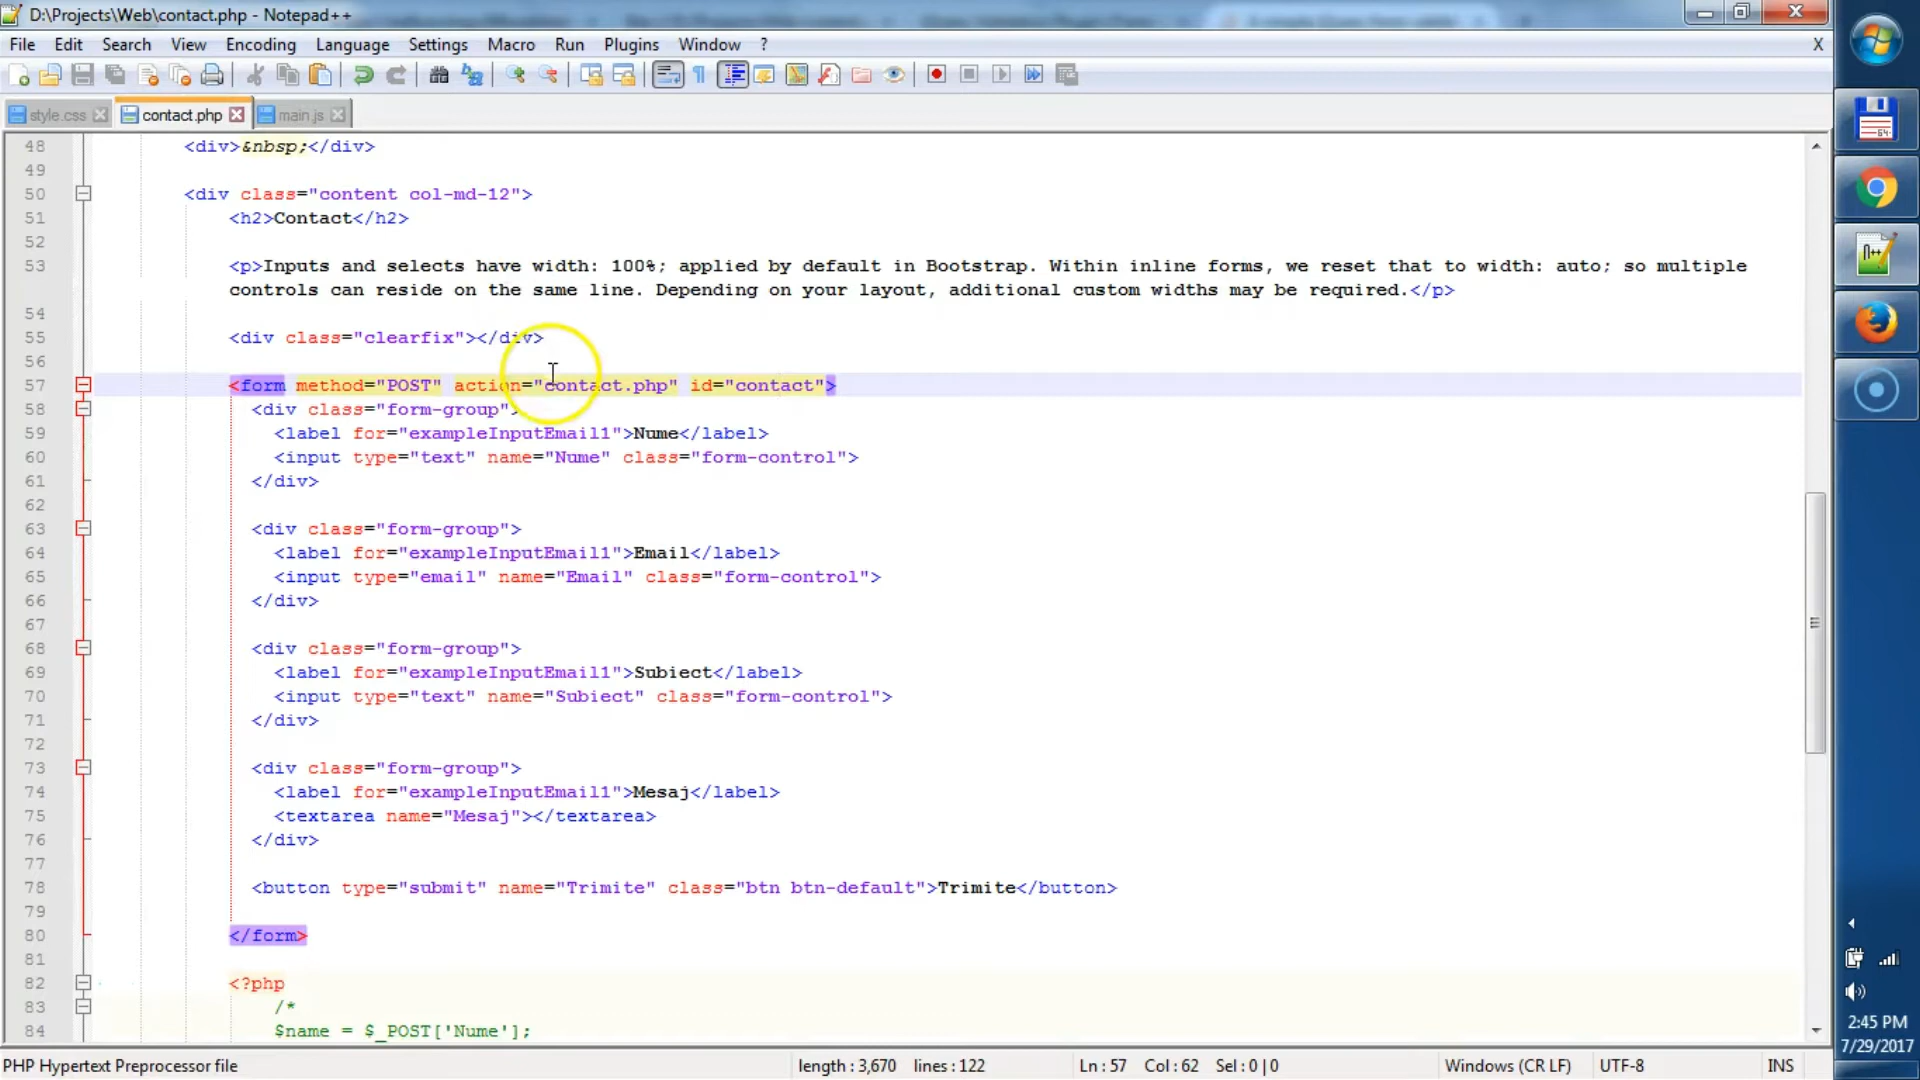 D:\Projects\Web\contact.php - Notepad++
File Edit Search View Encoding Language Settings Macro Run Plugins Window ? X
style.css contact.php main.js
48 <div>&nbsp;</div>
49
50 <div class="content col-md-12">
51 <h2>Contact</h2>
52
53 <p>Inputs and selects have width: 100%; applied by default in Bootstrap. Within inline forms, we reset that to width: auto; so multiple
controls can reside on the same line. Depending on your layout, additional custom widths may be required.</p>
54
55 <div class="clearfix"></div>
56
57 <form method="POST" action="contact.php" id="contact">
58 <div class="form-group">
59 <label for="exampleInputEmail1">Nume</label>
60 <input type="text" name="Nume" class="form-control">
61 </div>
62
63 <div class="form-group">
64 <label for="exampleInputEmail1">Email</label>
65 <input type="email" name="Email" class="form-control">
66 </div>
67
68 <div class="form-group">
69 <label for="exampleInputEmail1">Subiect</label>
70 <input type="text" name="Subiect" class="form-control">
71 </div>
72
73 <div class="form-group">
74 <label for="exampleInputEmail1">Mesaj</label>
75 <textarea name="Mesaj"></textarea>
76 </div>
77
78 <button type="submit" name="Trimite" class="btn btn-default">Trimite</button>
79
80 </form>
81
82 <?php
83 /*
84 $name = $_POST['Nume'];
PHP Hypertext Preprocessor file length : 3,670 lines : 122 Ln : 57 Col : 62 Sel : 0 | 0 Windows (CR LF) UTF-8 INS
64
2:45 PM
7/29/2017